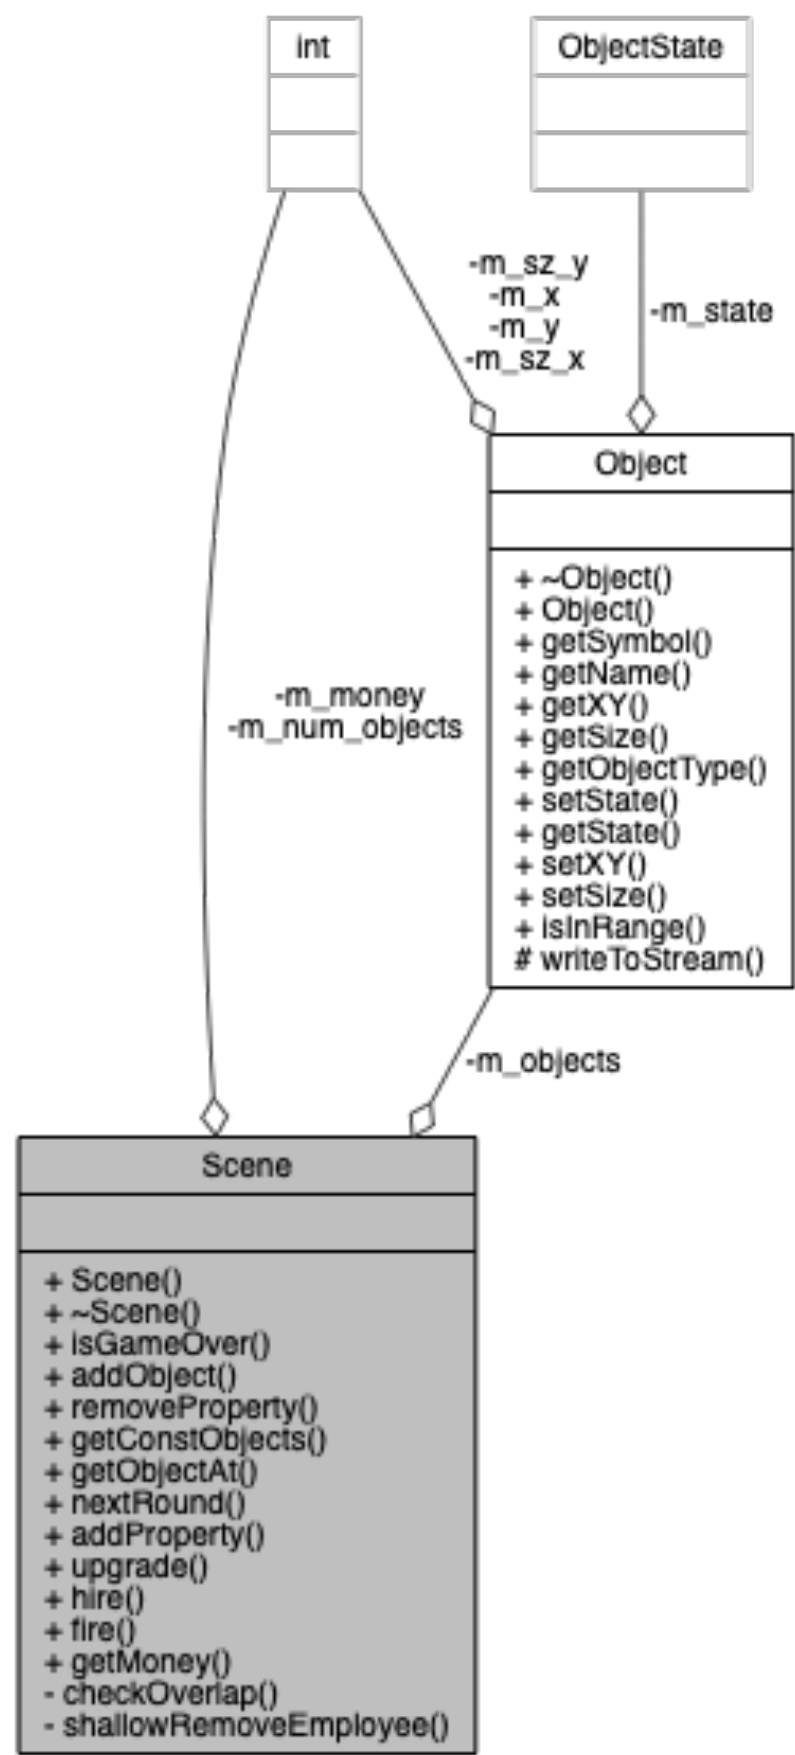 int
ObjectState
-m_sz_y
-m_x
-m_y
-m_sz_x
-m_state
Object
+ ~Object()
+ Object()
+ getSymbol()
+ getName()
+ getXY()
+ getSize()
+ getObjectType()
+ setState()
+ getState()
+ setXY()
+ setSize()
+ isInRange()
# writeToStream()
-m_money
-m_num_objects
-m_objects
Scene
+ Scene()
+ ~Scene()
+ isGameOver()
+ addObject()
+ removeProperty()
+ getConstObjects()
+ getObjectAt()
+ nextRound()
+ addProperty()
+ upgrade()
+ hire()
+ fire()
+ getMoney()
- checkOverlap()
- shallowRemoveEmployee()